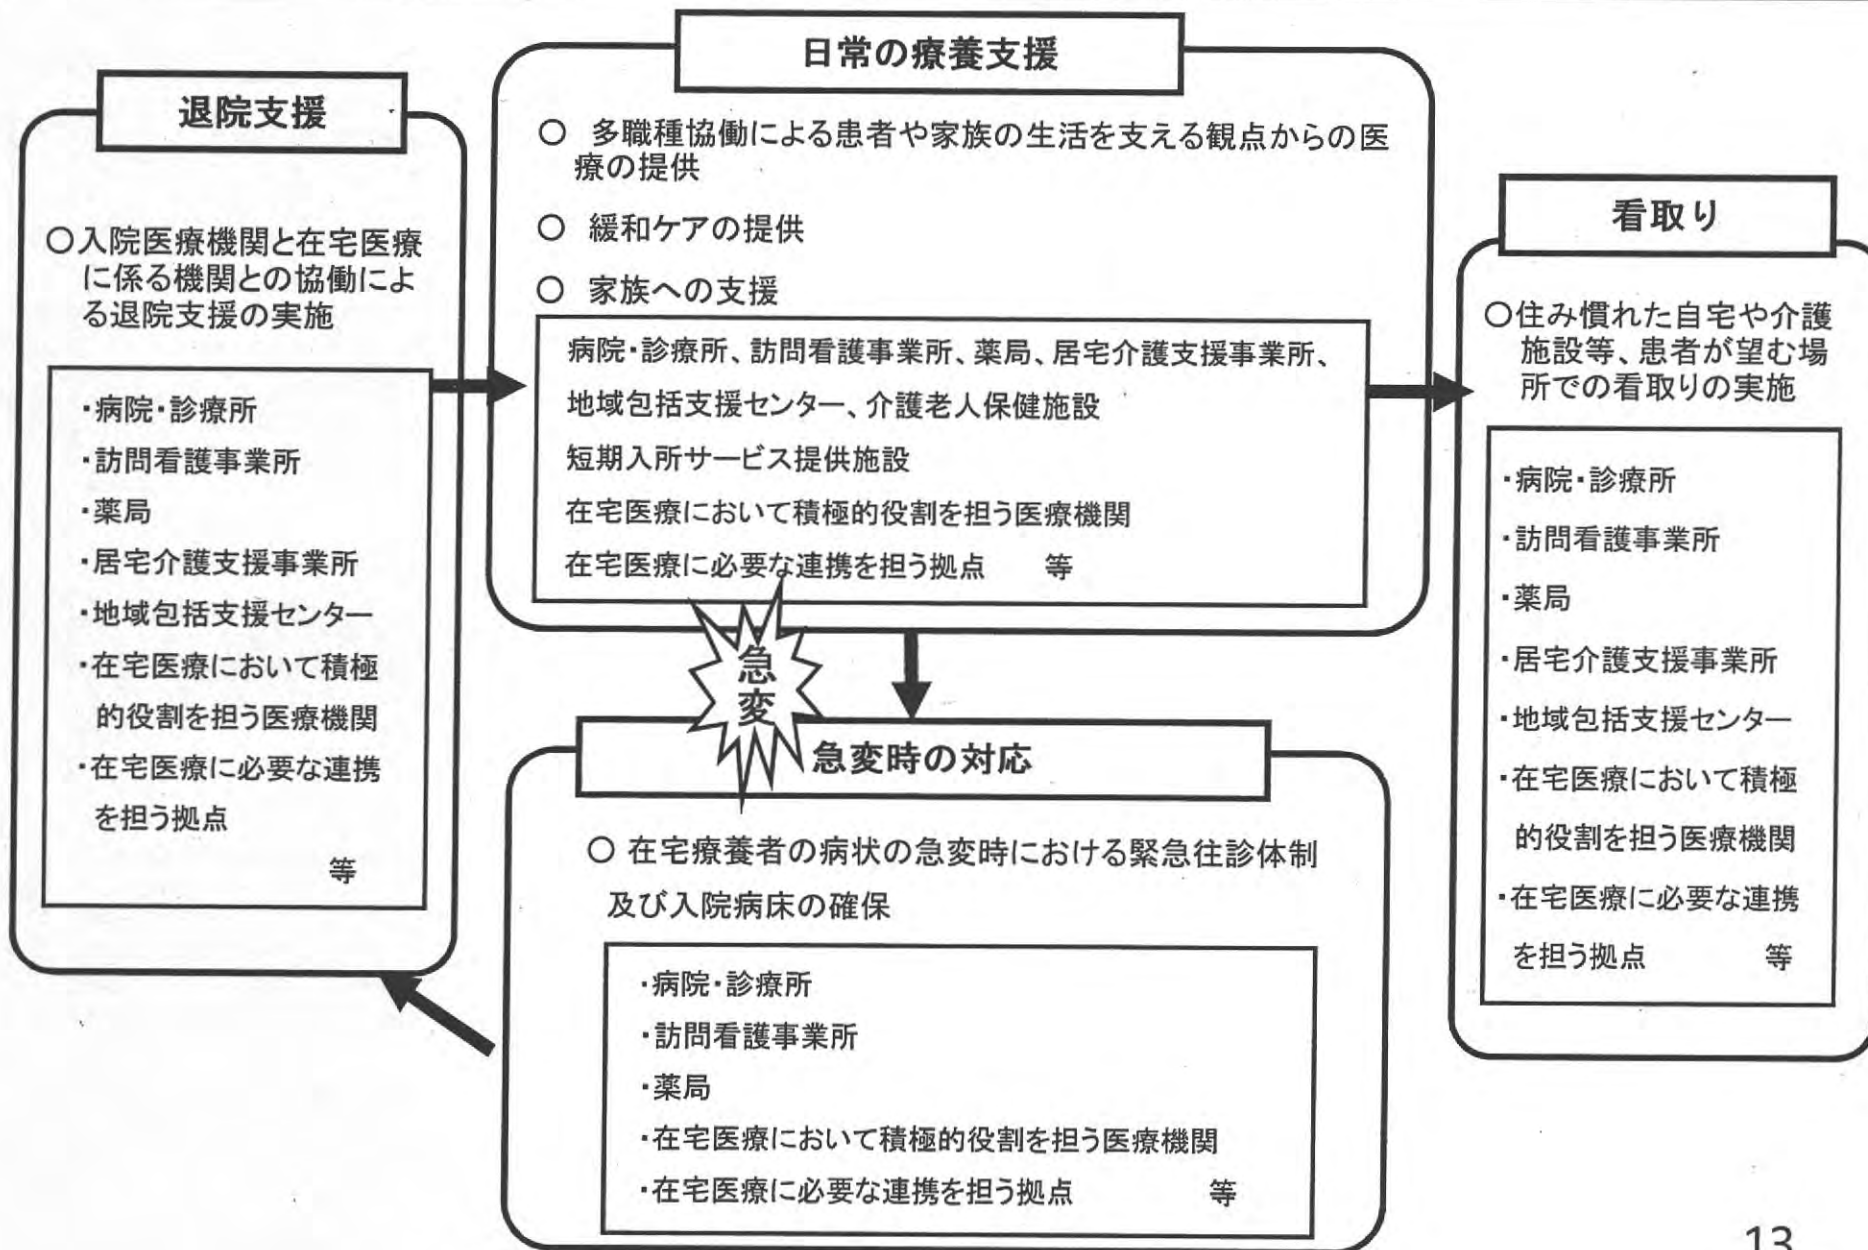 退院支援
○入院医療機関と在宅医療
に係る機関との協働によ
る退院支援の実施
・病院・診療所
・訪問看護事業所
・薬局
・居宅介護支援事業所
・地域包括支援センター
・在宅医療において積極
的役割を担う医療機関
・在宅医療に必要な連携
を担う拠点
等
日常の療養支援
○ 多職種協働による患者や家族の生活を支える観点からの医
療の提供
○ 緩和ケアの提供
○ 家族への支援
病院・診療所、訪問看護事業所、薬局、居宅介護支援事業所、
地域包括支援センター、介護老人保健施設
短期入所サービス提供施設
在宅医療において積極的役割を担う医療機関
在宅医療に必要な連携を担う拠点 等
急
変
急変時の対応
○ 在宅療養者の病状の急変時における緊急往診体制
及び入院病床の確保
・病院・診療所
・訪問看護事業所
・薬局
・在宅医療において積極的役割を担う医療機関
・在宅医療に必要な連携を担う拠点 等
看取り
○住み慣れた自宅や介護
施設等、患者が望む場
所での看取りの実施
・病院・診療所
・訪問看護事業所
・薬局
・居宅介護支援事業所
・地域包括支援センター
・在宅医療において積極
的役割を担う医療機関
・在宅医療に必要な連携
を担う拠点 等
13